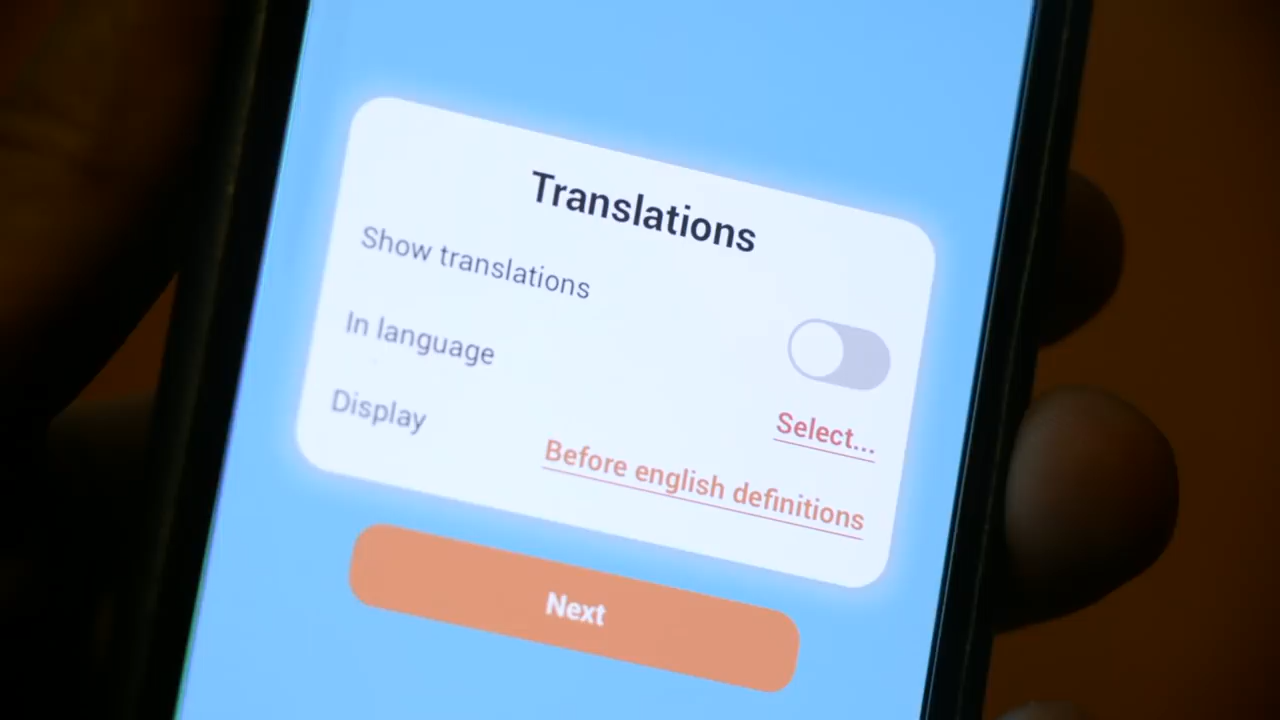 Translations
Show translations
In language
Select...
Display
Before english definitions
Next